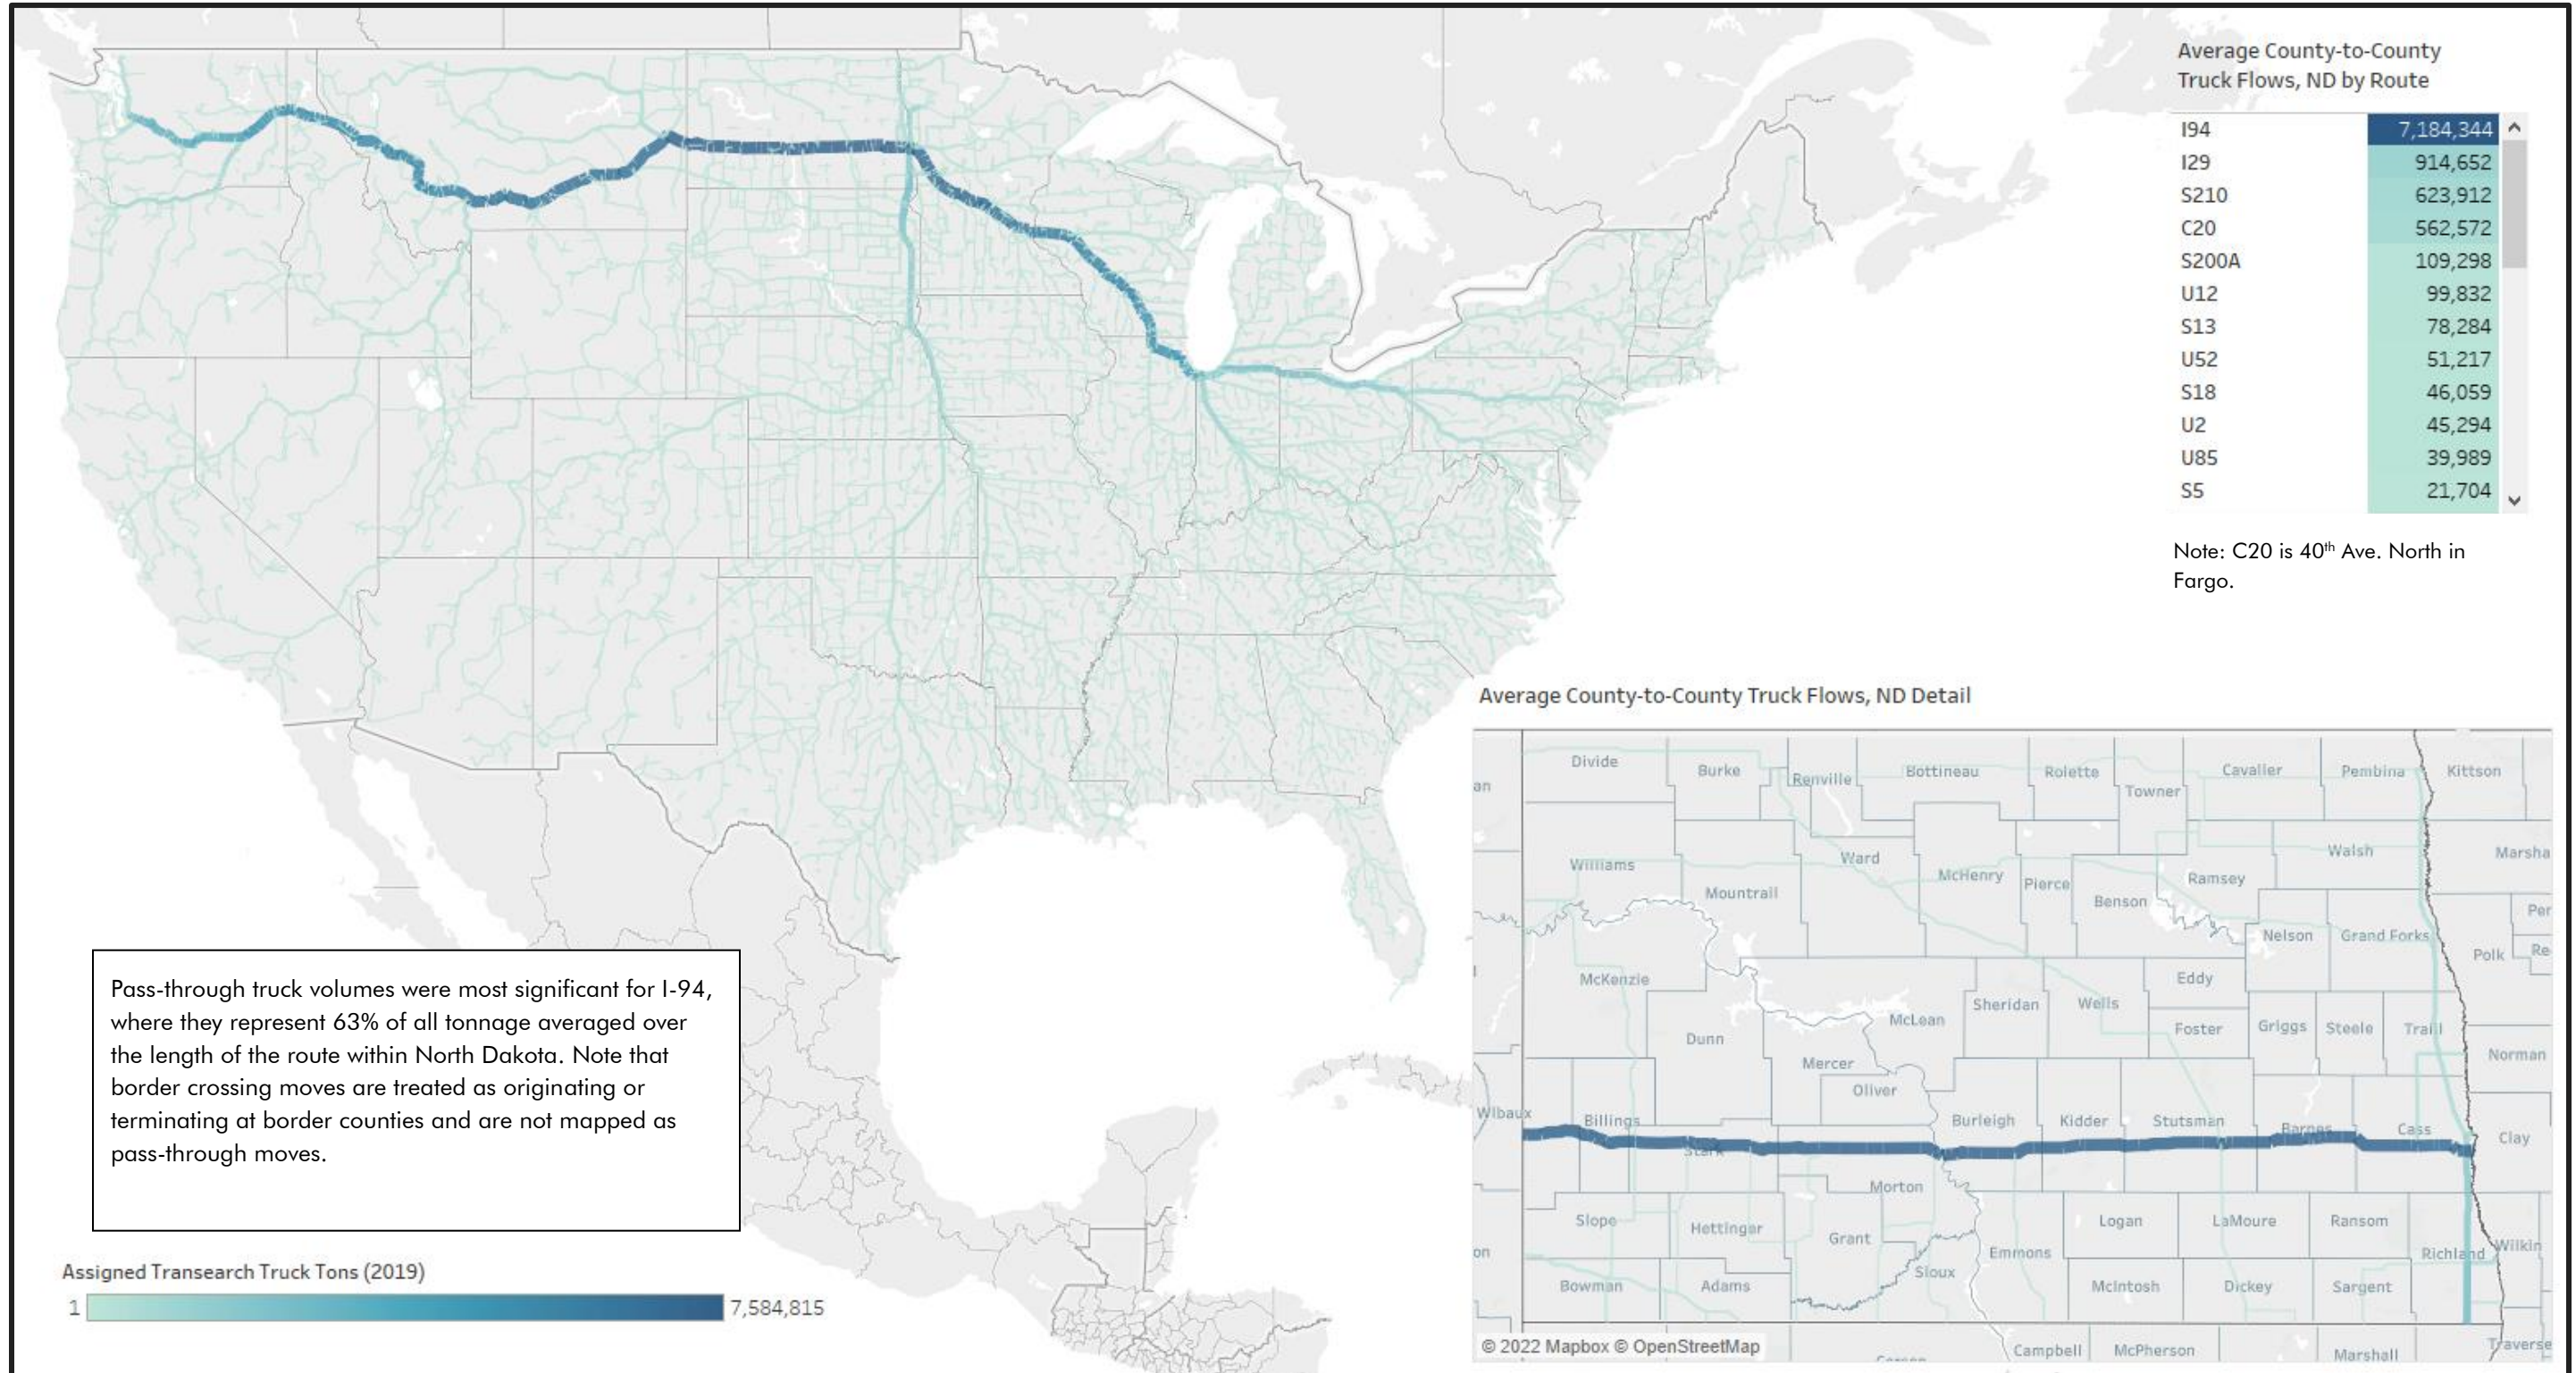 Average County-to-County
Truck Flows, ND by Route
I94 7,184,344
I29 914,652
S210 623,912
C20 562,572
S200A 109,298
U12 99,832
S13 78,284
U52 51,217
S18 46,059
U2 45,294
U85 39,989
S5 21,704
Note: C20 is 40th Ave. North in
Fargo.
Average County-to-County Truck Flows, ND Detail
Divide
Burke
Renville
Bottineau
Rolette
Towner
Cavalier
Pembina
Kittson
an
Williams
Mountrail
Ward
McHenry
Pierce
Benson
Ramsey
Walsh
Marsha
Per
Nelson
Grand Forks
Polk
Re
McKenzie
Dunn
McLean
Sheridan
Wells
Eddy
Foster
Griggs
Steele
Traill
Norman
Mercer
Oliver
Wibaux
Billings
Stark
Burleigh
Kidder
Stutsman
Barnes
Cass
Clay
Morton
Slope
Hettinger
Grant
Logan
LaMoure
Ransom
Richland
Wilkin
on
Bowman
Adams
Sioux
Emmons
McIntosh
Dickey
Sargent
© 2022 Mapbox © OpenStreetMap
Campbell
McPherson
Marshall
Traverse
Pass-through truck volumes were most significant for I-94,
where they represent 63% of all tonnage averaged over
the length of the route within North Dakota. Note that
border crossing moves are treated as originating or
terminating at border counties and are not mapped as
pass-through moves.
Assigned Transearch Truck Tons (2019)
1 7,584,815